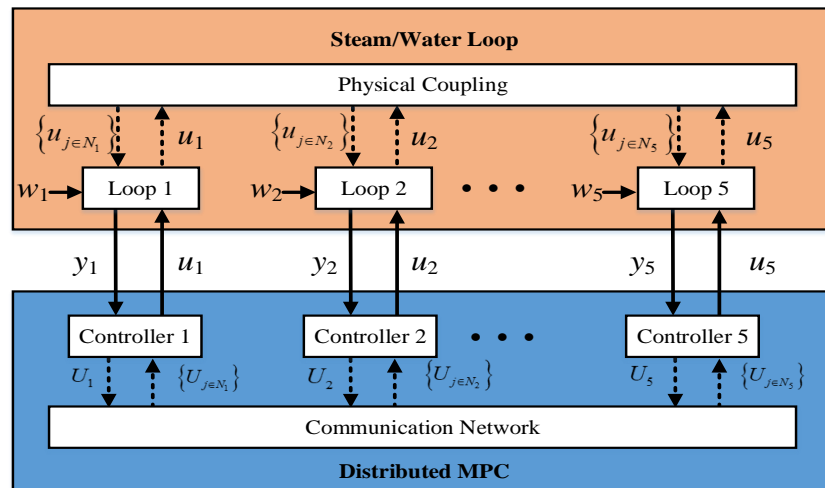 Steam/Water Loop
Physical Coupling
{u_{j∈N_1}} u_1 {u_{j∈N_2}} u_2 {u_{j∈N_5}} u_5
w_1 Loop 1 w_2 Loop 2 • • • w_5 Loop 5
y_1 u_1 y_2 u_2 y_5 u_5
Controller 1 Controller 2 • • • Controller 5
U_1 {U_{j∈N_1}} U_2 {U_{j∈N_2}} U_5 {U_{j∈N_5}}
Communication Network
Distributed MPC